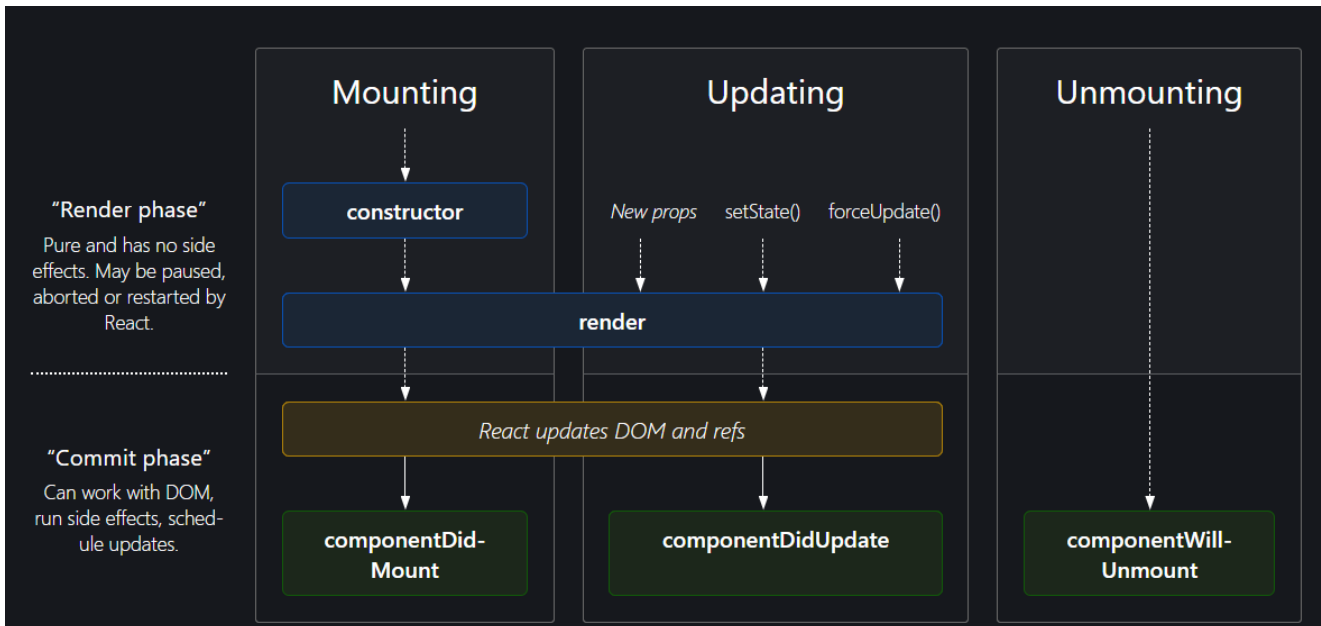 Mounting
Updating
Unmounting
“Render phase”
Pure and has no side
effects. May be paused,
aborted or restarted by
React.
constructor
New props
setState()
forceUpdate()
render
“Commit phase”
Can work with DOM,
run side effects, sched-
ule updates.
React updates DOM and refs
componentDid-
Mount
componentDidUpdate
componentWill-
Unmount